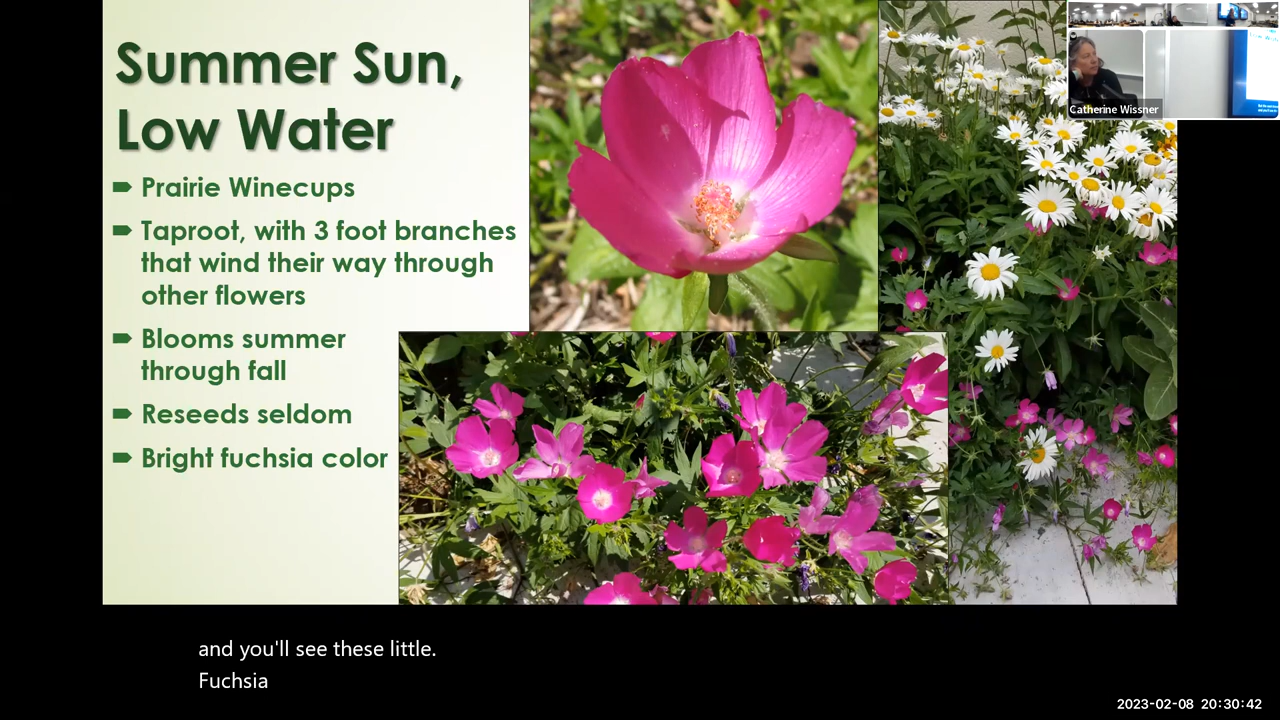 Summer Sun,
Low Water
Prairie Winecups
Taproot, with 3 foot branches
that wind their way through
other flowers
Blooms summer
through fall
Reseeds seldom
Bright fuchsia color
Catherine Wissner
and you'll see these little.
Fuchsia
2023-02-08 20:30:42